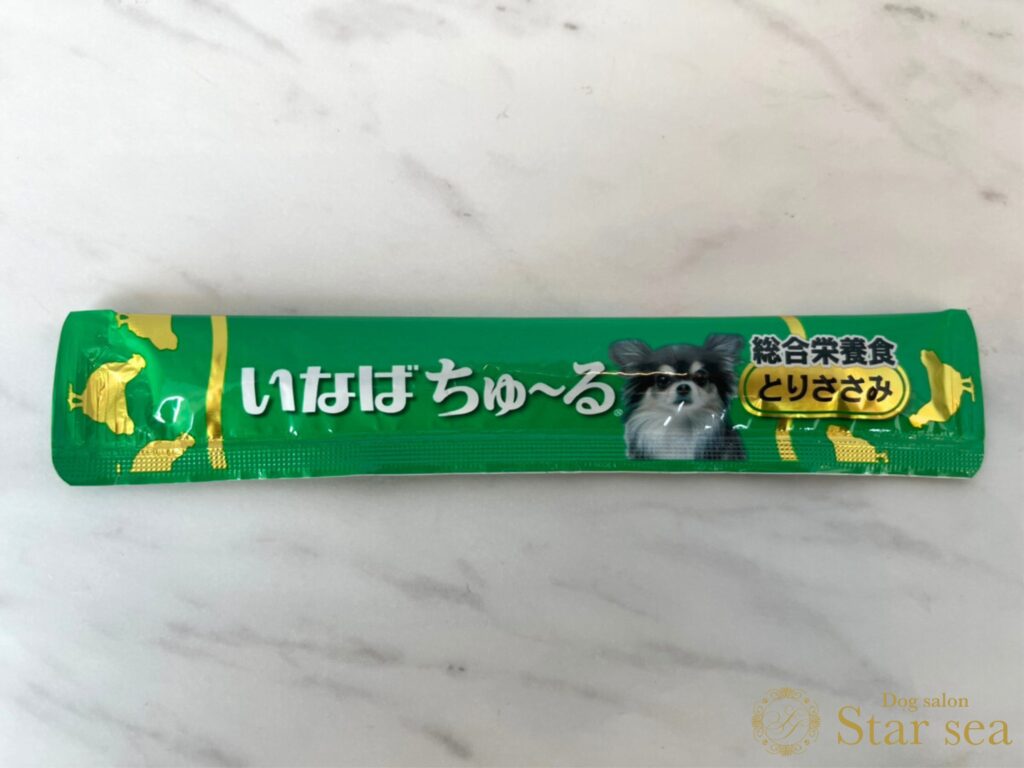 いなば ちゅ〜る®
総合栄養食
とりささみ
Dog salon
Star sea